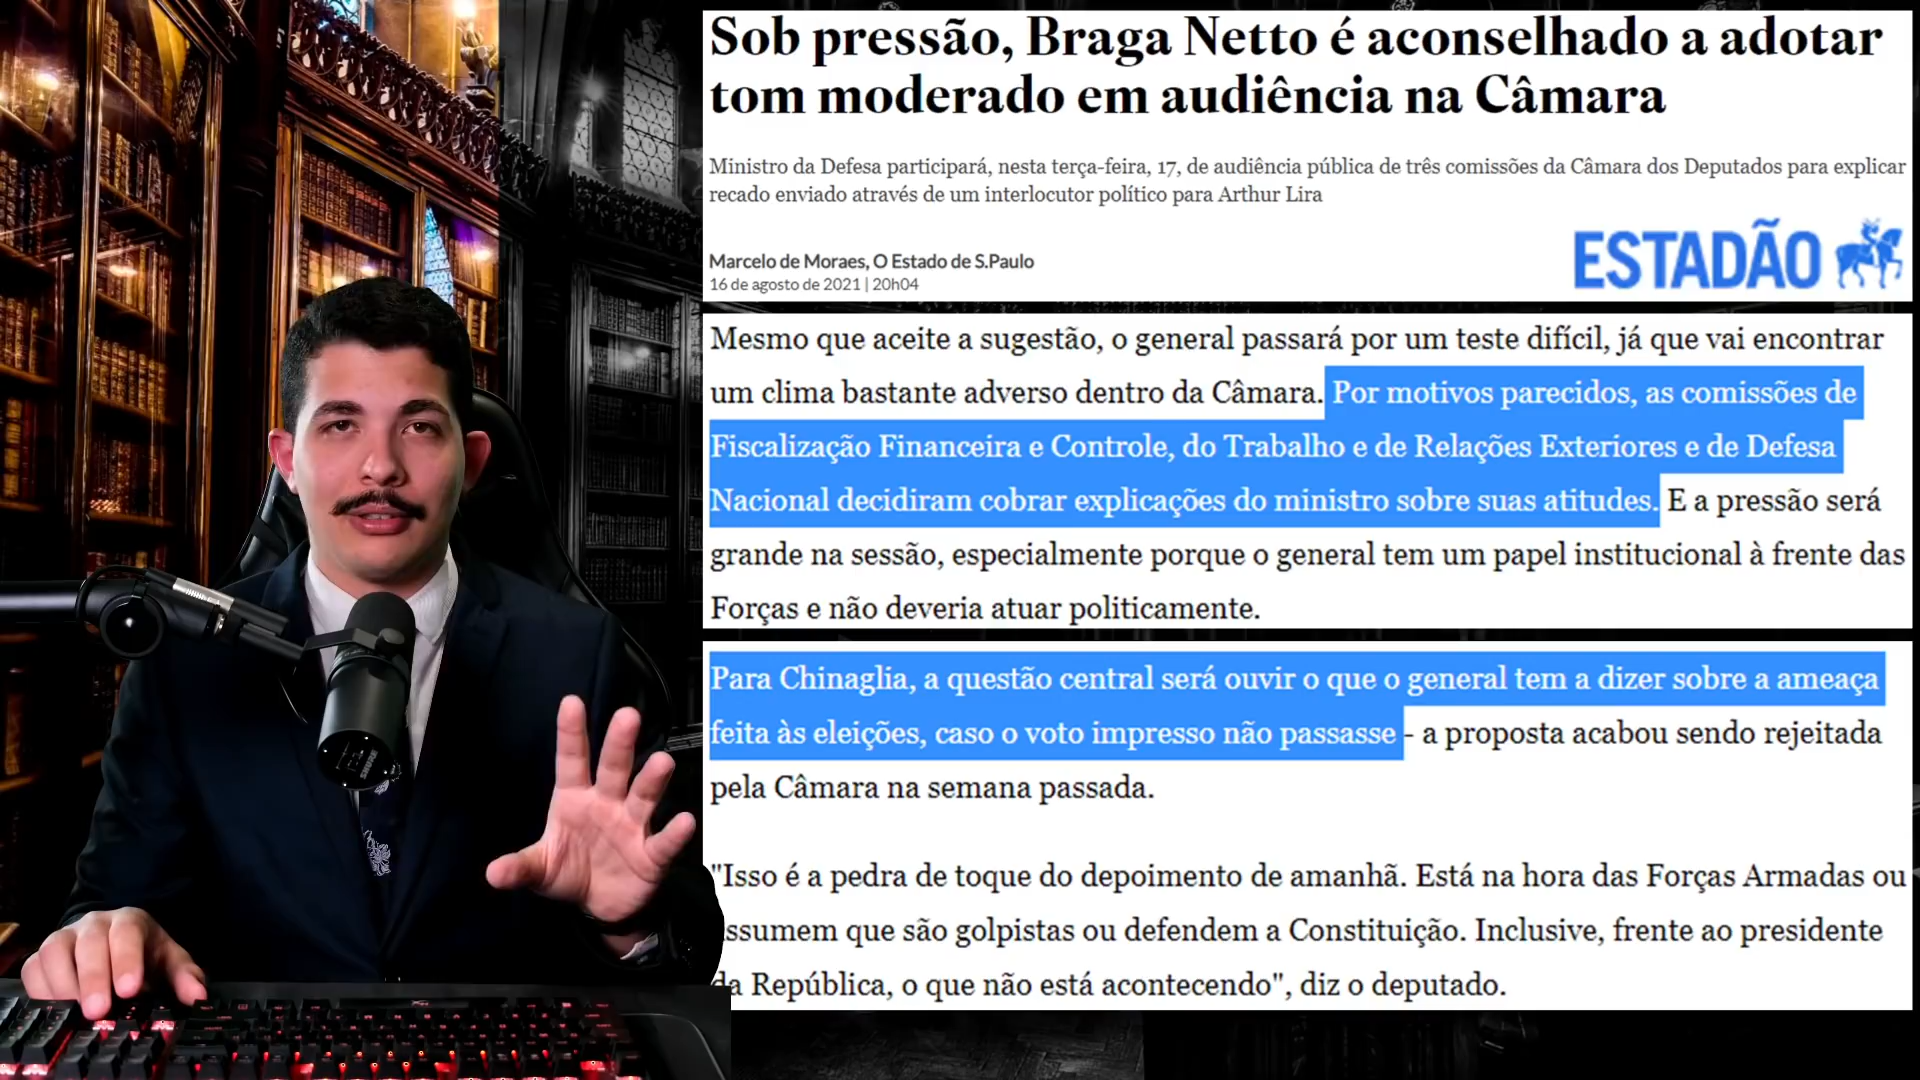 Sob pressão, Braga Netto é aconselhado a adotar
tom moderado em audiência na Câmara
Ministro da Defesa participará, nesta terça-feira, 17, de audiência pública de três comissões da Câmara dos Deputados para explicar
recado enviado através de um interlocutor político para Arthur Lira
ESTADÃO
Marcelo de Moraes, O Estado de S.Paulo
16 de agosto de 2021 | 20h04
Mesmo que aceite a sugestão, o general passará por um teste difícil, já que vai encontrar
um clima bastante adverso dentro da Câmara. Por motivos parecidos, as comissões de
Fiscalização Financeira e Controle, do Trabalho e de Relações Exteriores e de Defesa
Nacional decidiram cobrar explicações do ministro sobre suas atitudes. E a pressão será
grande na sessão, especialmente porque o general tem um papel institucional à frente das
Forças e não deveria atuar politicamente.
Para Chinaglia, a questão central será ouvir o que o general tem a dizer sobre a ameaça
feita às eleições, caso o voto impresso não passasse - a proposta acabou sendo rejeitada
pela Câmara na semana passada.
"Isso é a pedra de toque do depoimento de amanhã. Está na hora das Forças Armadas ou
ssumem que são golpistas ou defendem a Constituição. Inclusive, frente ao presidente
da República, o que não está acontecendo", diz o deputado.
SHURE